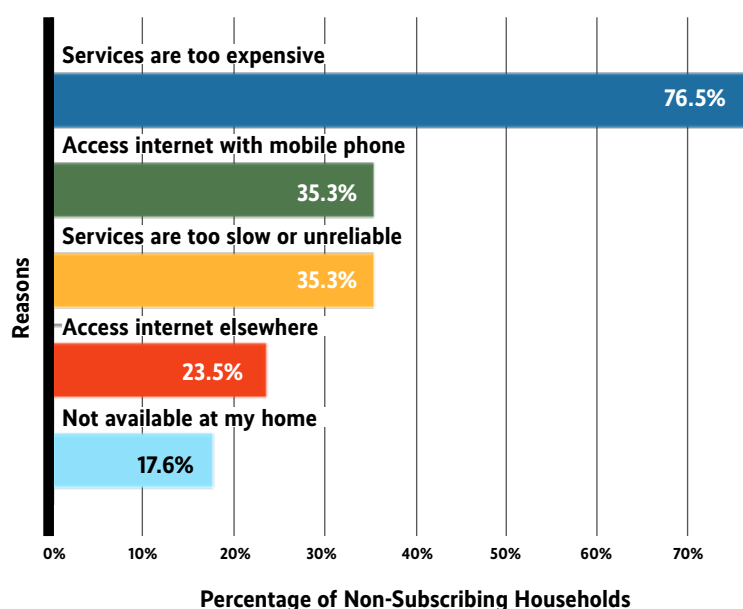 Services are too expensive
76.5%
Access internet with mobile phone
35.3%
Services are too slow or unreliable
35.3%
Access internet elsewhere
23.5%
Not available at my home
17.6%
Reasons
0% 10% 20% 30% 40% 50% 60% 70%
Percentage of Non-Subscribing Households